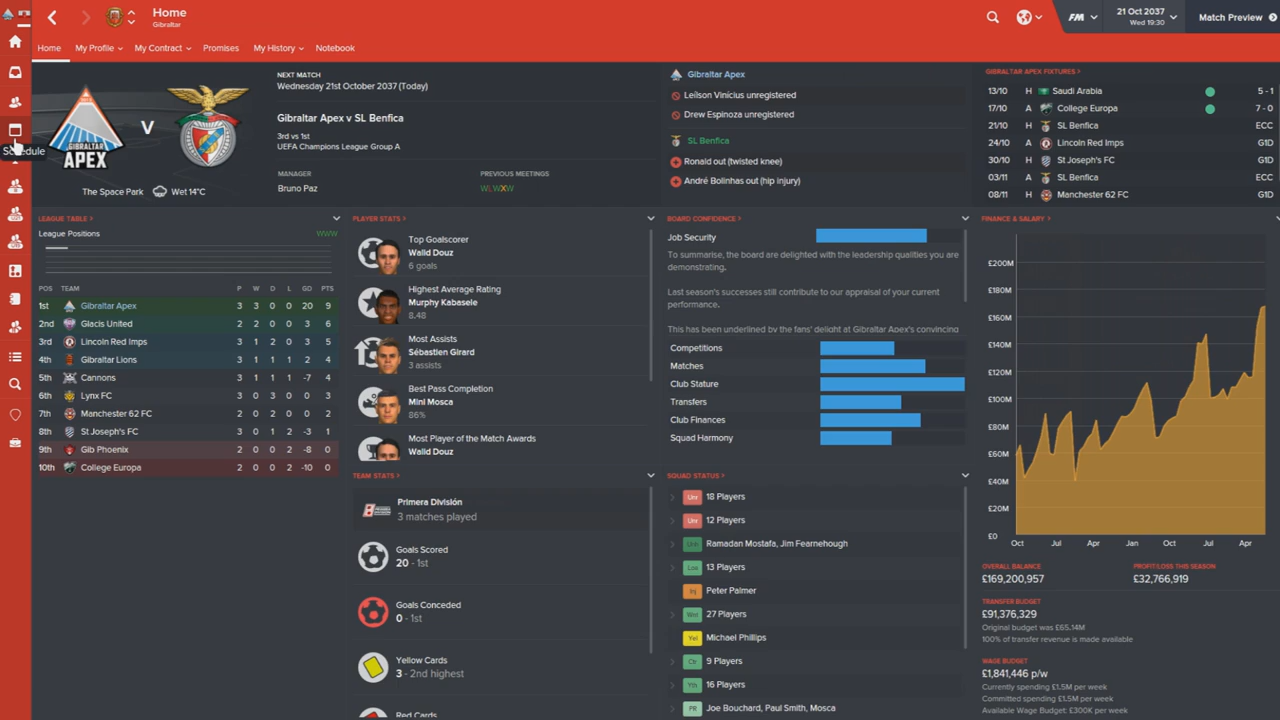 Home
Gibraltar
FM
21 Oct 2037
Wed 19:30
Match Preview
Home
My Profile
My Contract
Promises
My History
Notebook
Schedule
GIBRALTAR
APEX
V
The Space Park
Wet 14°C
NEXT MATCH
Wednesday 21st October 2037 (Today)
Gibraltar Apex v SL Benfica
3rd vs 1st
UEFA Champions League Group A
MANAGER
Bruno Paz
PREVIOUS MEETINGS
WLWXW
Gibraltar Apex
Leílson Vinícius unregistered
Drew Espinoza unregistered
SL Benfica
Ronald out (twisted knee)
André Bolinhas out (hip injury)
GIBRALTAR APEX FIXTURES >
13/10 H Saudi Arabia 5 - 1
17/10 A College Europa 7 - 0
21/10 H SL Benfica ECC
24/10 A Lincoln Red Imps G1D
30/10 H St Joseph's FC G1D
03/11 A SL Benfica ECC
08/11 H Manchester 62 FC G1D
LEAGUE TABLE >
League Positions WWW
POS TEAM P W D L GD PTS
1st Gibraltar Apex 3 3 0 0 20 9
2nd Glacis United 2 2 0 0 3 6
3rd Lincoln Red Imps 3 1 2 0 3 5
4th Gibraltar Lions 3 1 1 1 2 4
5th Cannons 3 1 1 1 -7 4
6th Lynx FC 3 0 3 0 0 3
7th Manchester 62 FC 2 0 2 0 0 2
8th St Joseph's FC 3 0 1 2 -3 1
9th Gib Phoenix 2 0 0 2 -8 0
10th College Europa 2 0 0 2 -10 0
PLAYER STATS >
Top Goalscorer
Walid Douz
6 goals
Highest Average Rating
Murphy Kabasele
8.48
Most Assists
Sébastien Girard
3 assists
Best Pass Completion
Mini Mosca
86%
Most Player of the Match Awards
Walid Douz
TEAM STATS >
Primera División
3 matches played
Goals Scored
20 - 1st
Goals Conceded
0 - 1st
Yellow Cards
3 - 2nd highest
Red Cards
BOARD CONFIDENCE >
Job Security
To summarise, the board are delighted with the leadership qualities you are
demonstrating.
Last season's successes still contribute to our appraisal of your current
performance.
This has been underlined by the fans' delight at Gibraltar Apex's convincing
Competitions
Matches
Club Stature
Transfers
Club Finances
Squad Harmony
SQUAD STATUS >
Unr 18 Players
Unr 12 Players
Ramadan Mostafa, Jim Fearnehough
Loa 13 Players
Inj Peter Palmer
Wnt 27 Players
Yel Michael Phillips
Ctr 9 Players
Yth 16 Players
PR Joe Bouchard, Paul Smith, Mosca
FINANCE & SALARY >
£200M
£180M
£160M
£140M
£120M
£100M
£80M
£60M
£40M
£20M
£0
Oct Jul Apr Jan Oct Jul Apr
OVERALL BALANCE
£169,200,957
PROFIT/LOSS THIS SEASON
£32,766,919
TRANSFER BUDGET
£91,376,329
Original budget was £65.14M
100% of transfer revenue is made available
WAGE BUDGET
£1,841,446 p/w
Currently spending £1.5M per week
Committed spending £1.5M per week
Available Wage Budget: £300K per week